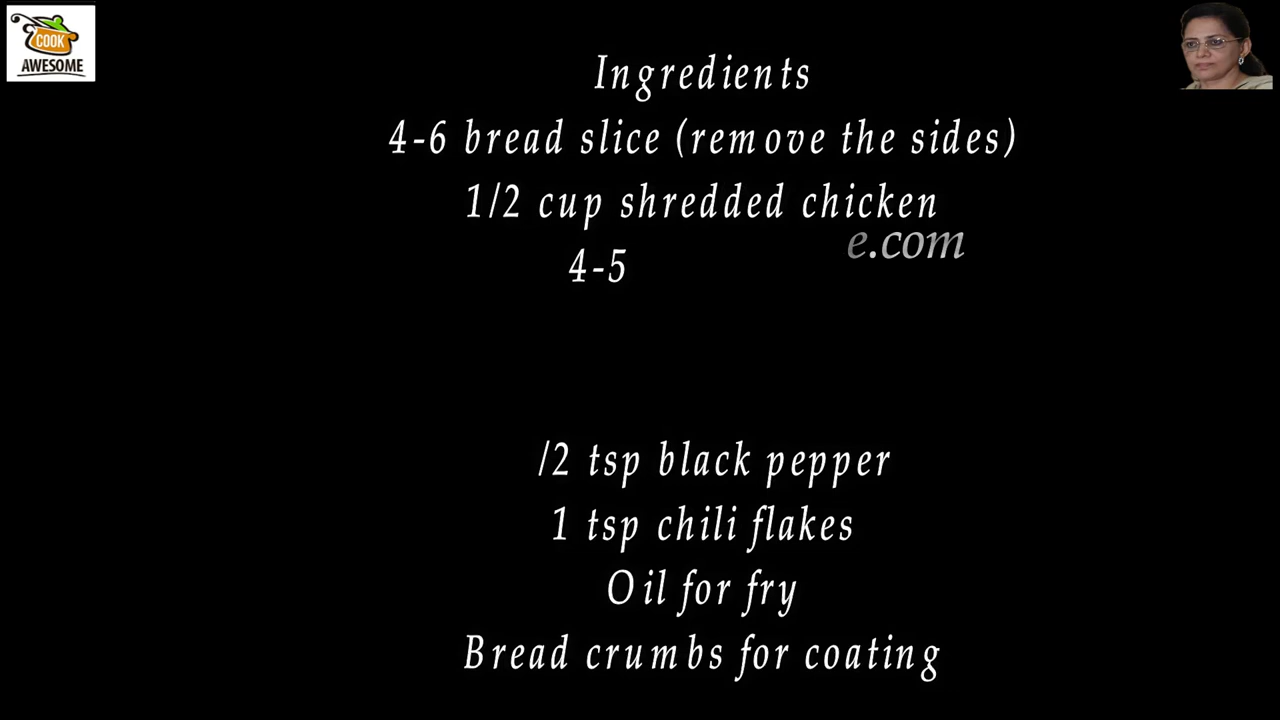 COOK
AWESOME
Ingredients
4-6 bread slice (remove the sides)
1/2 cup shredded chicken
e.com
4-5
/2 tsp black pepper
1 tsp chili flakes
Oil for fry
Bread crumbs for coating